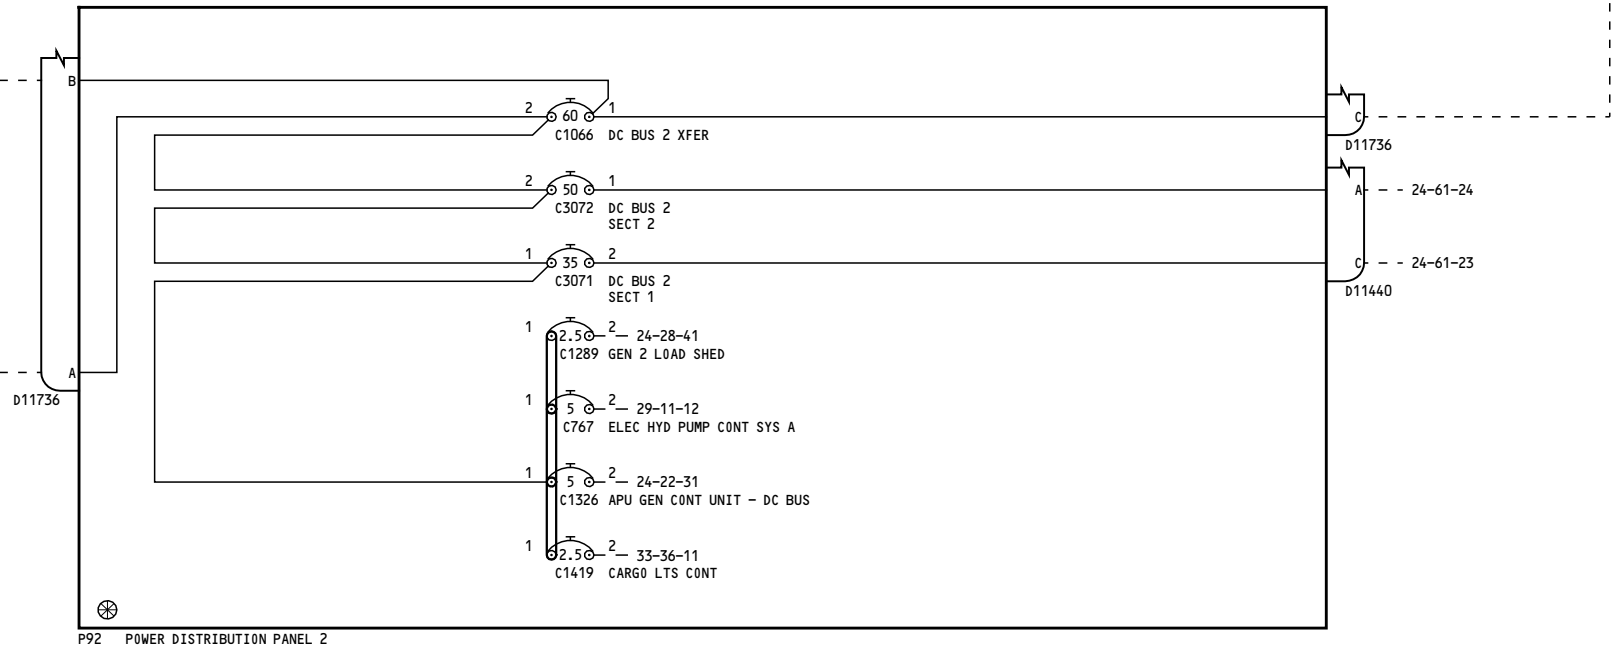 B
2 60 1
C1066 DC BUS 2 XFER
C
D11736
2 50 1
C3072 DC BUS 2
SECT 2
A 24-61-24
1 35 2
C3071 DC BUS 2
SECT 1
C 24-61-23
D11440
1 2.5 2 24-28-41
C1289 GEN 2 LOAD SHED
A
D11736
1 5 2 29-11-12
C767 ELEC HYD PUMP CONT SYS A
1 5 2 24-22-31
C1326 APU GEN CONT UNIT - DC BUS
1 2.5 2 33-36-11
C1419 CARGO LTS CONT
P92 POWER DISTRIBUTION PANEL 2